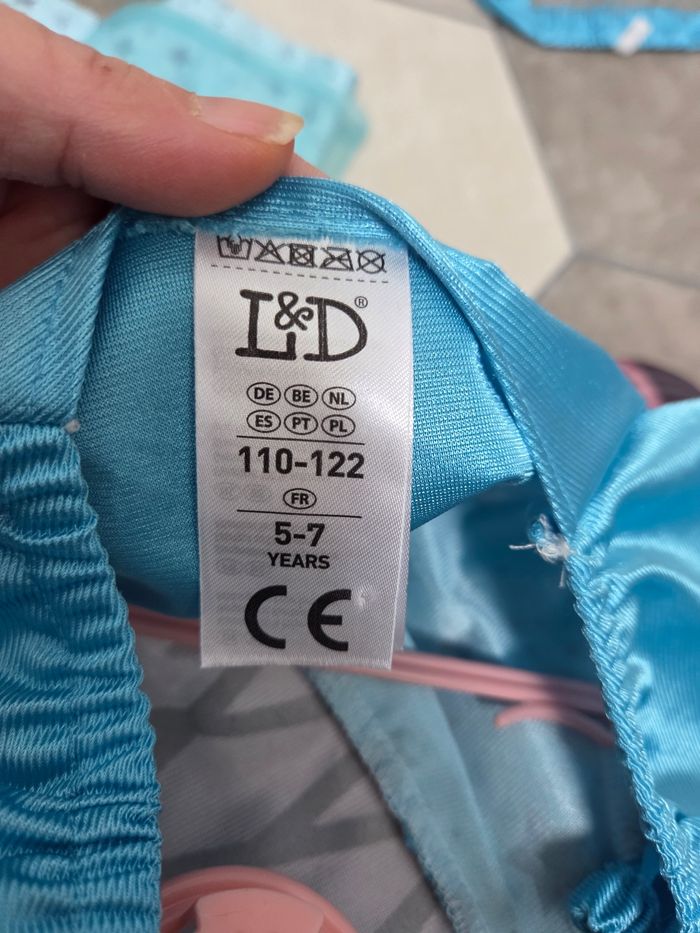 L&D®
DE BE NL
ES PT PL
110-122
FR
5-7
YEARS
CE